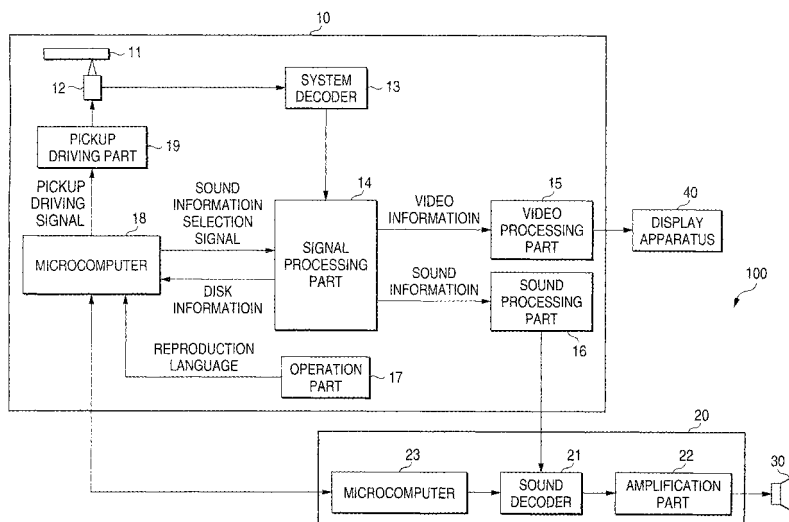 10
11
12
SYSTEM
DECODER
13
PICKUP
DRIVING PART
19
PICKUP
DRIVING
SIGNAL
18
MICROCOMPUTER
SOUND
INFORMATIOIN
SELECTION
SIGNAL
DISK
INFORMATIOIN
14
SIGNAL
PROCESSING
PART
VIDEO
INFORMATIOIN
15
VIDEO
PROCESSING
PART
40
DISPLAY
APPARATUS
SOUND
INFORMATIOIN
SOUND
PROCESSING
PART
16
100
REPRODUCTION
LANGUAGE
OPERATION
PART
17
20
23
MICROCOMPUTER
21
SOUND
DECODER
22
AMPLIFICATION
PART
30